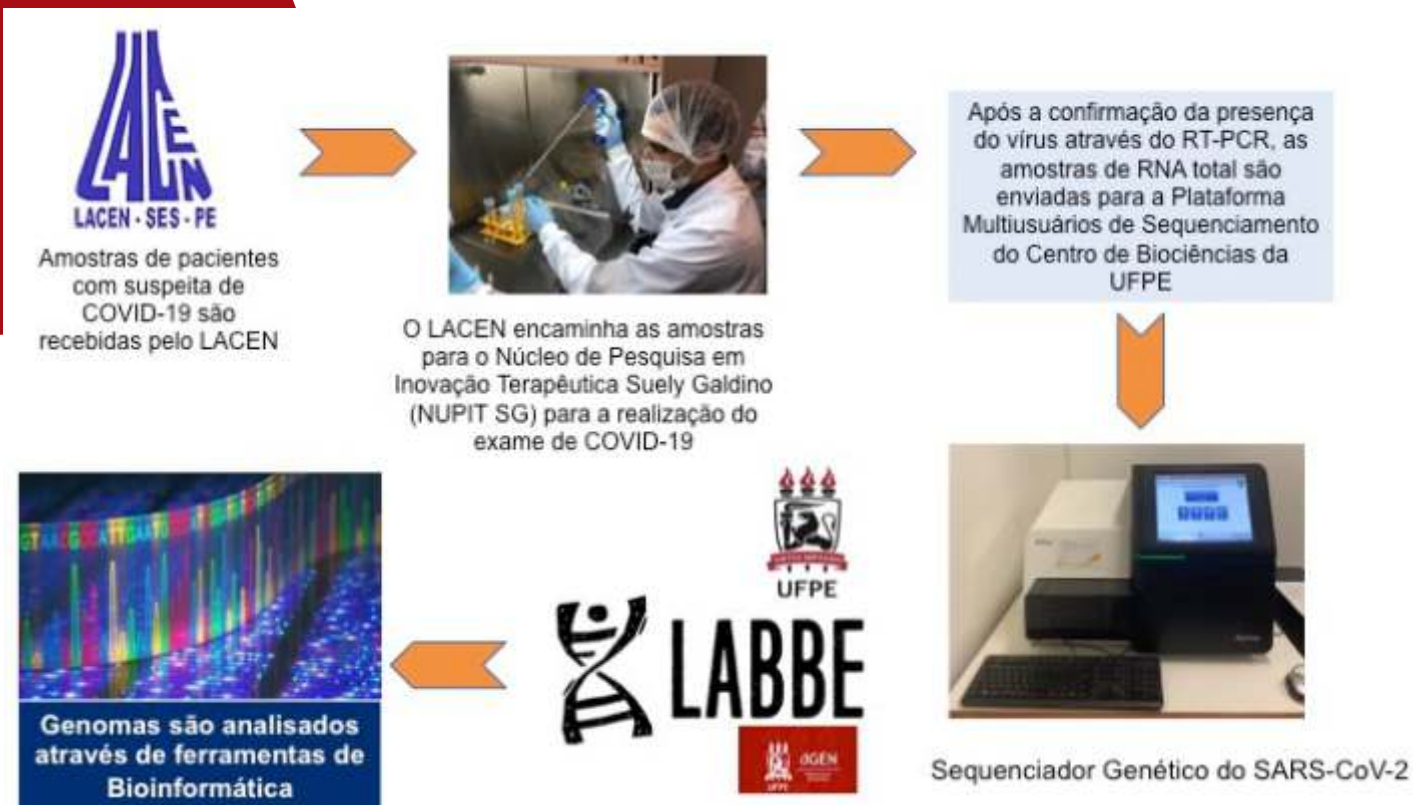 LACEN
LACEN - SES - PE
Amostras de pacientes
com suspeita de
COVID-19 são
recebidas pelo LACEN
O LACEN encaminha as amostras
para o Núcleo de Pesquisa em
Inovação Terapêutica Suely Galdino
(NUPIT SG) para a realização do
exame de COVID-19
Após a confirmação da presença
do vírus através do RT-PCR, as
amostras de RNA total são
enviadas para a Plataforma
Multiusuários de Sequenciamento
do Centro de Biociências da
UFPE
Sequenciador Genético do SARS-CoV-2
UFPE
LABBE
UFPE
Genomas são analisados
através de ferramentas de
Bioinformática